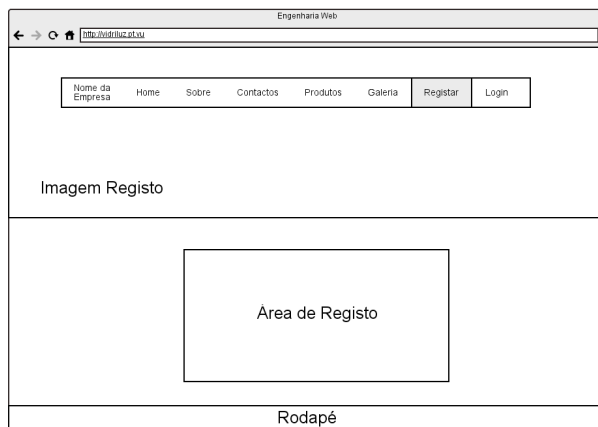 Engenharia Web
http://vidriluz.pt.vu
Nome da
Empresa
Home
Sobre
Contactos
Produtos
Galeria
Registar
Login
Imagem Registo
Área de Registo
Rodapé